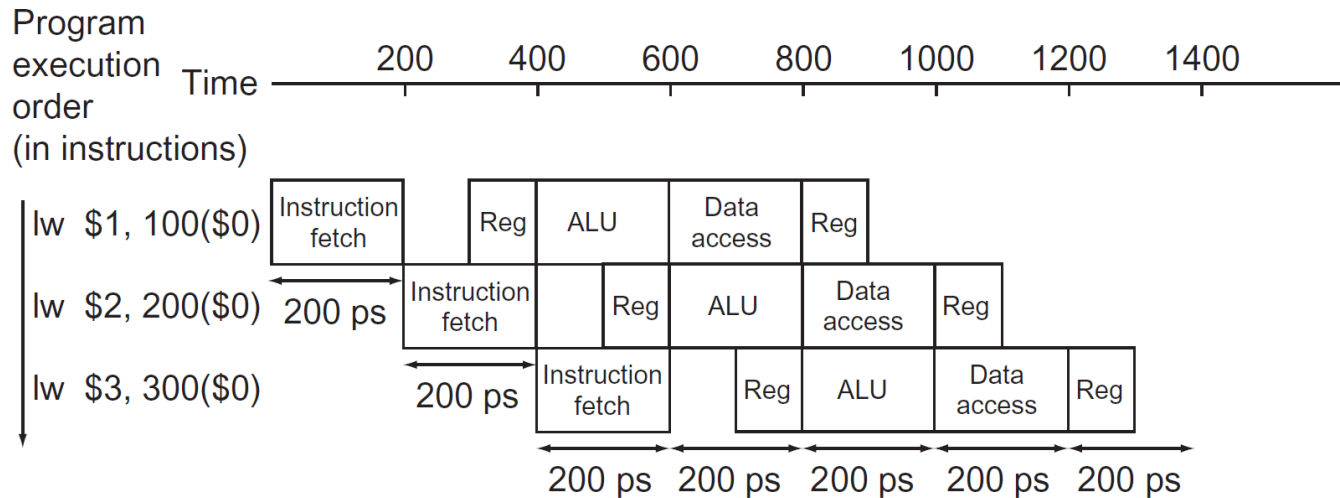 Program
execution
order
(in instructions)
Time
200 400 600 800 1000 1200 1400
lw $1, 100($0)
Instruction
fetch
Reg
ALU
Data
access
Reg
200 ps
lw $2, 200($0)
Instruction
fetch
Reg
ALU
Data
access
Reg
200 ps
lw $3, 300($0)
Instruction
fetch
Reg
ALU
Data
access
Reg
200 ps 200 ps 200 ps 200 ps 200 ps